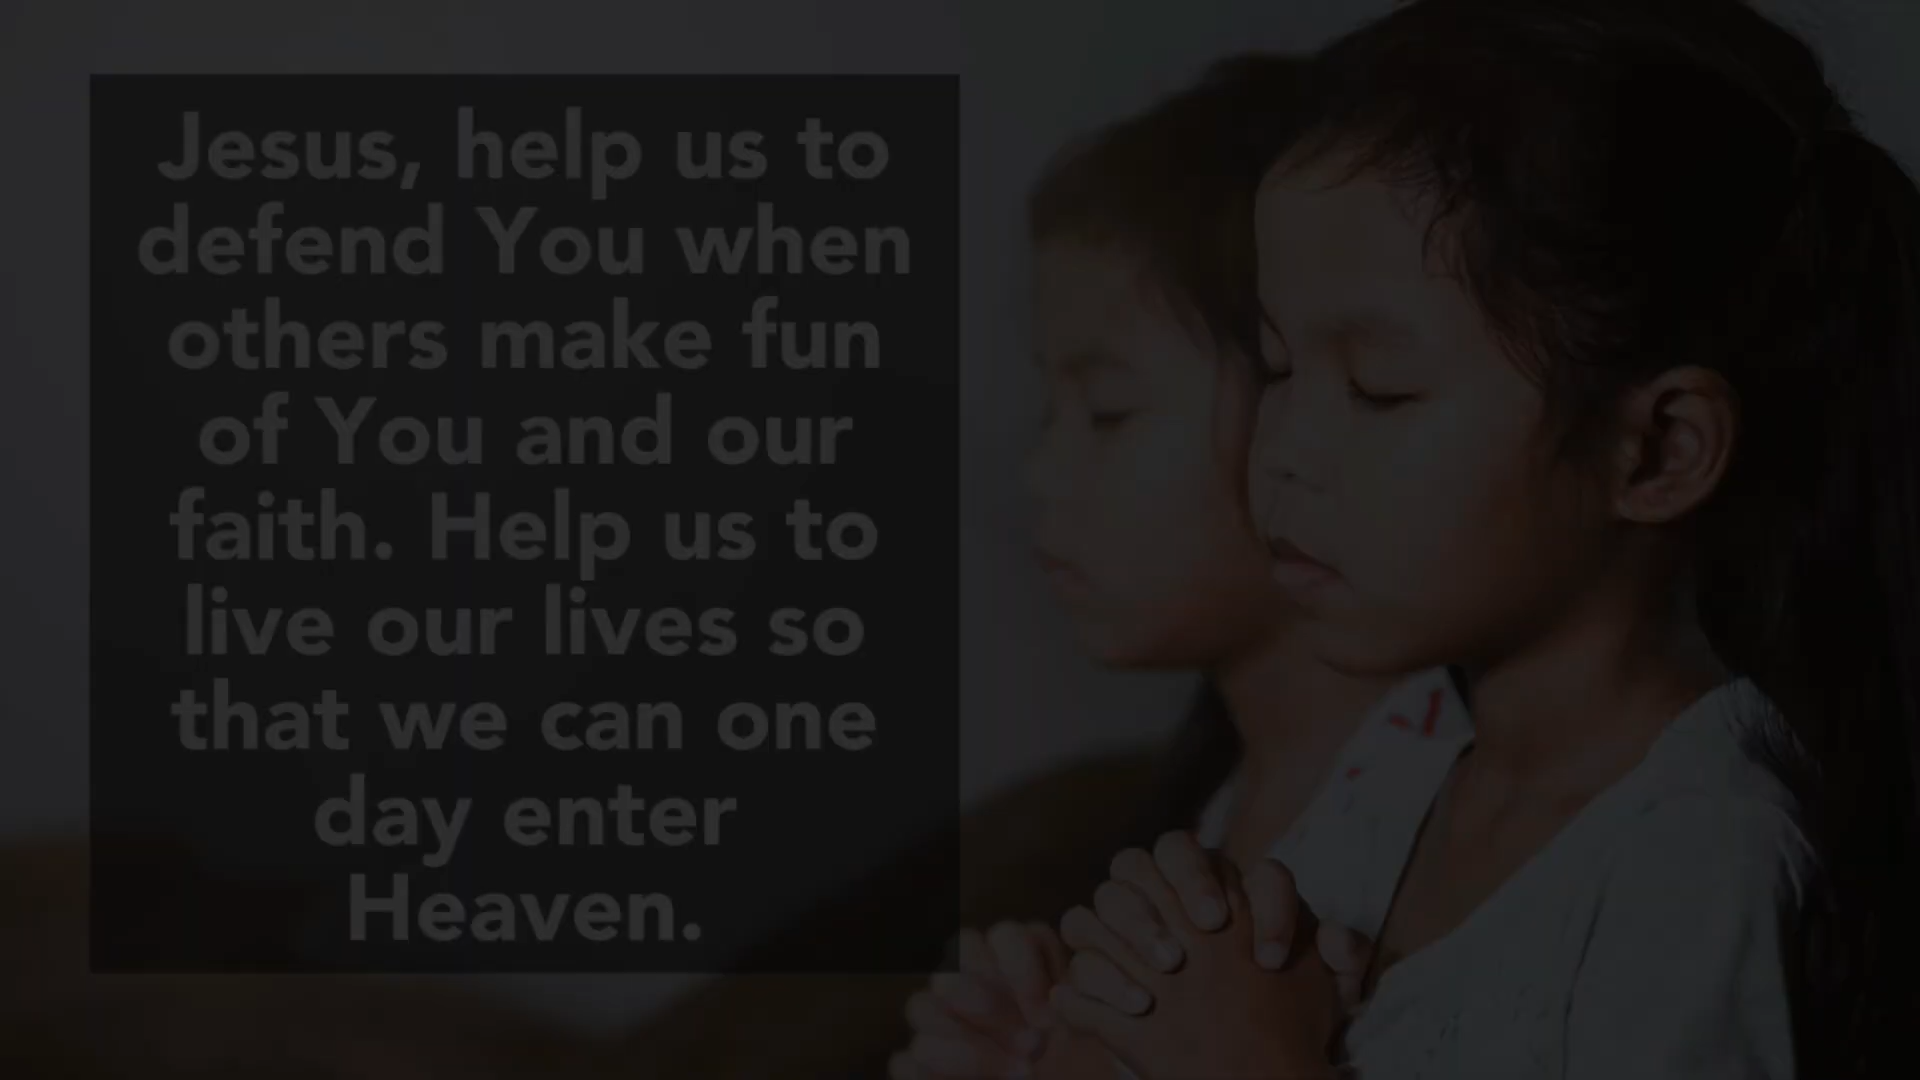 Jesus, help us to
defend You when
others make fun
of You and our
faith. Help us to
live our lives so
that we can one
day enter
Heaven.